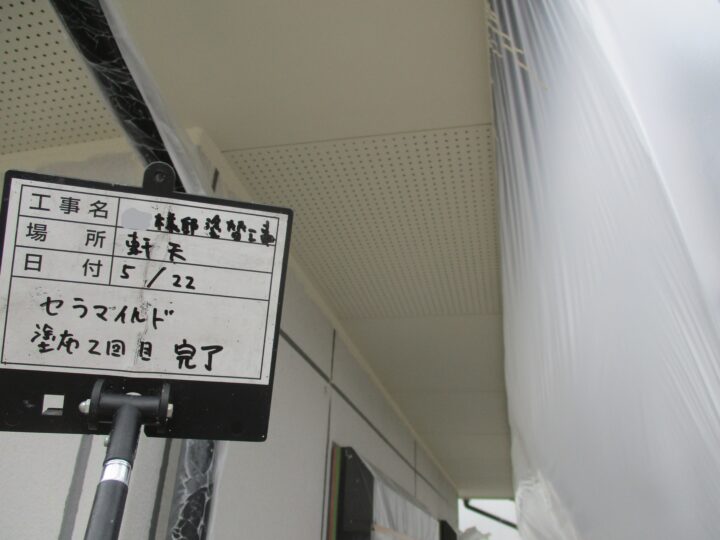 工事名 様邸塗替工事
場所 軒天
日付 5/22
セラマイルド
塗布2回目 完了